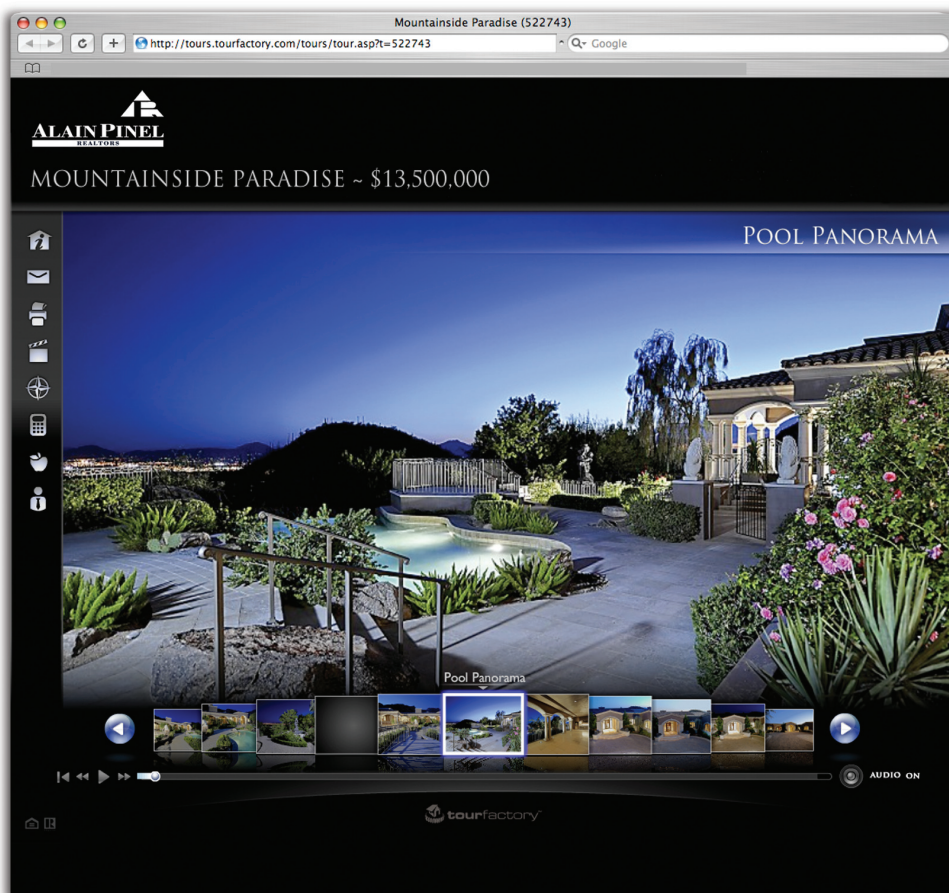 Mountainside Paradise (522743)
http://tours.tourfactory.com/tours/tour.asp?t=522743
Google
ALAIN PINEL
REALTORS
MOUNTAINSIDE PARADISE ~ $13,500,000
POOL PANORAMA
Pool Panorama
AUDIO ON
tourfactory